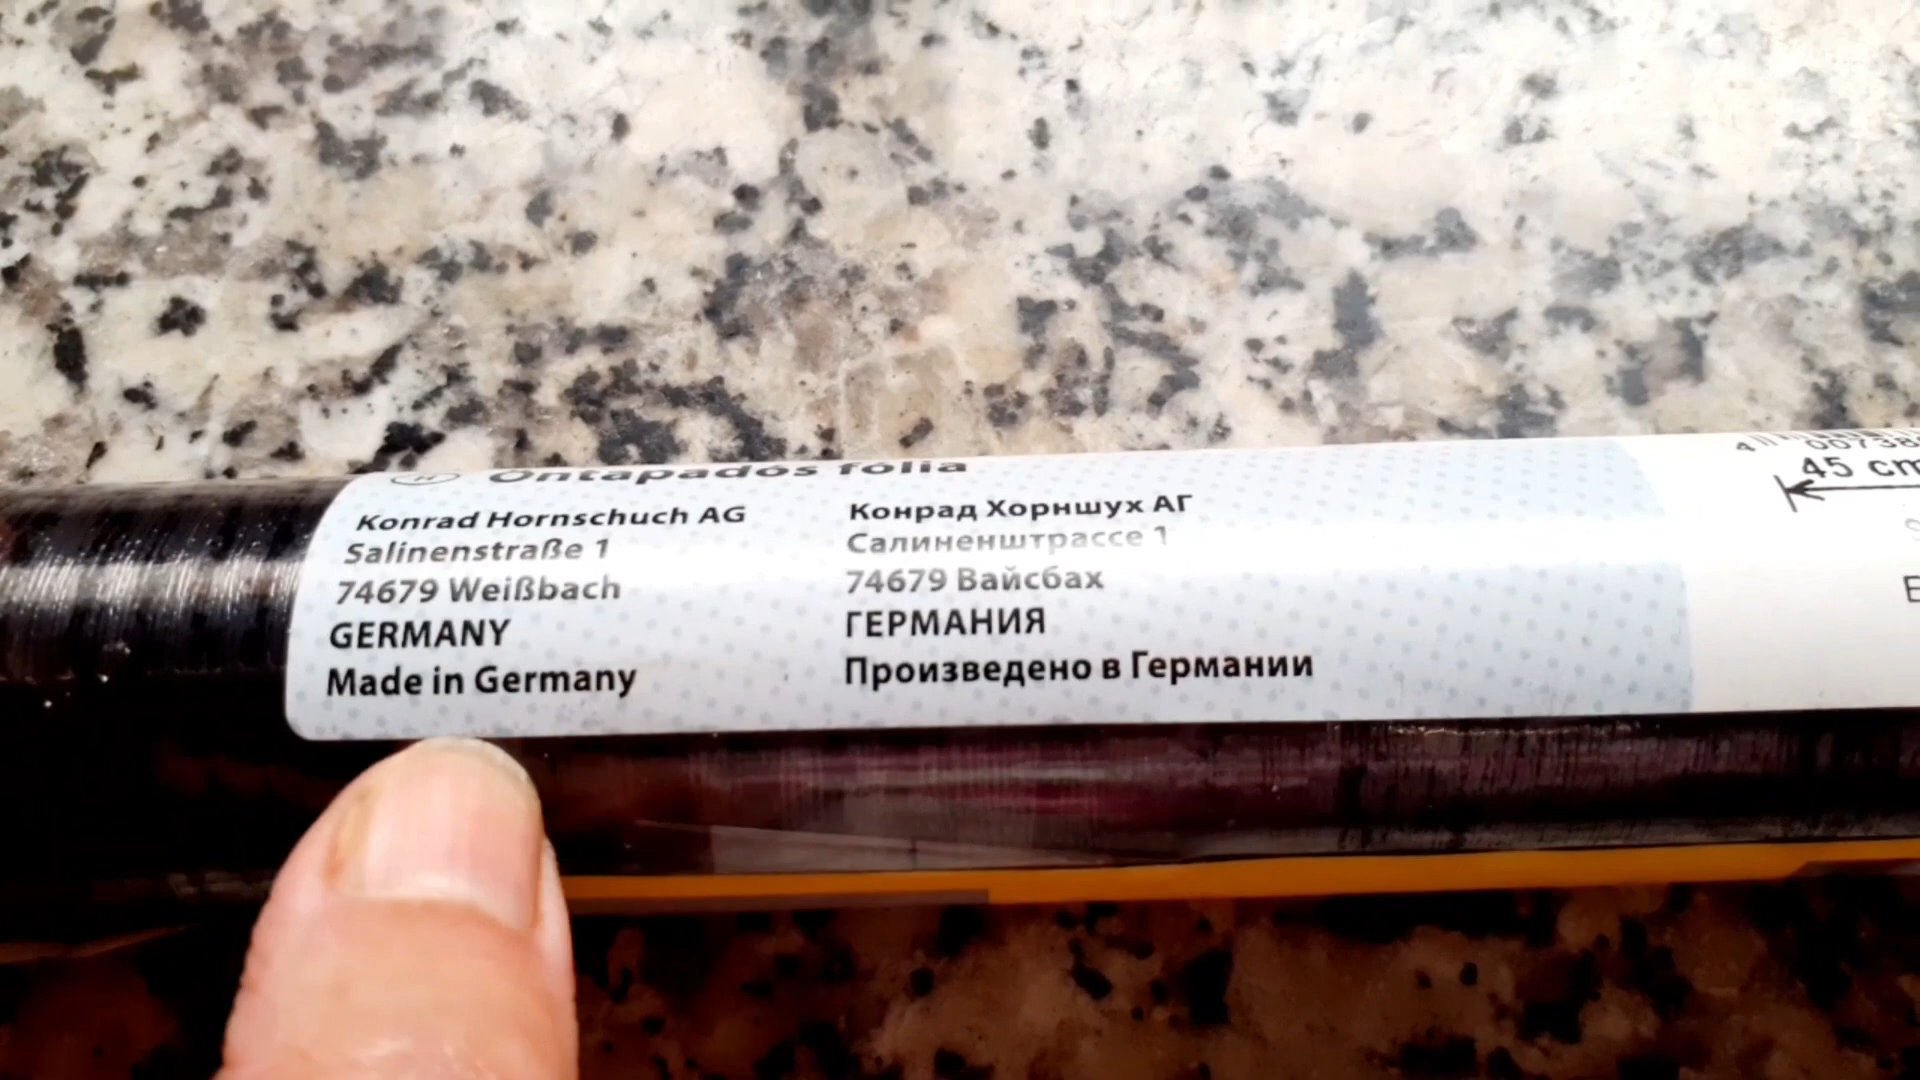 H Öntapadós fólia
Konrad Hornschuch AG
Salinenstraße 1
74679 Weißbach
GERMANY
Made in Germany
Конрад Хорншух АГ
Салиненштрассе 1
74679 Вайсбах
ГЕРМАНИЯ
Произведено в Германии
45 cm